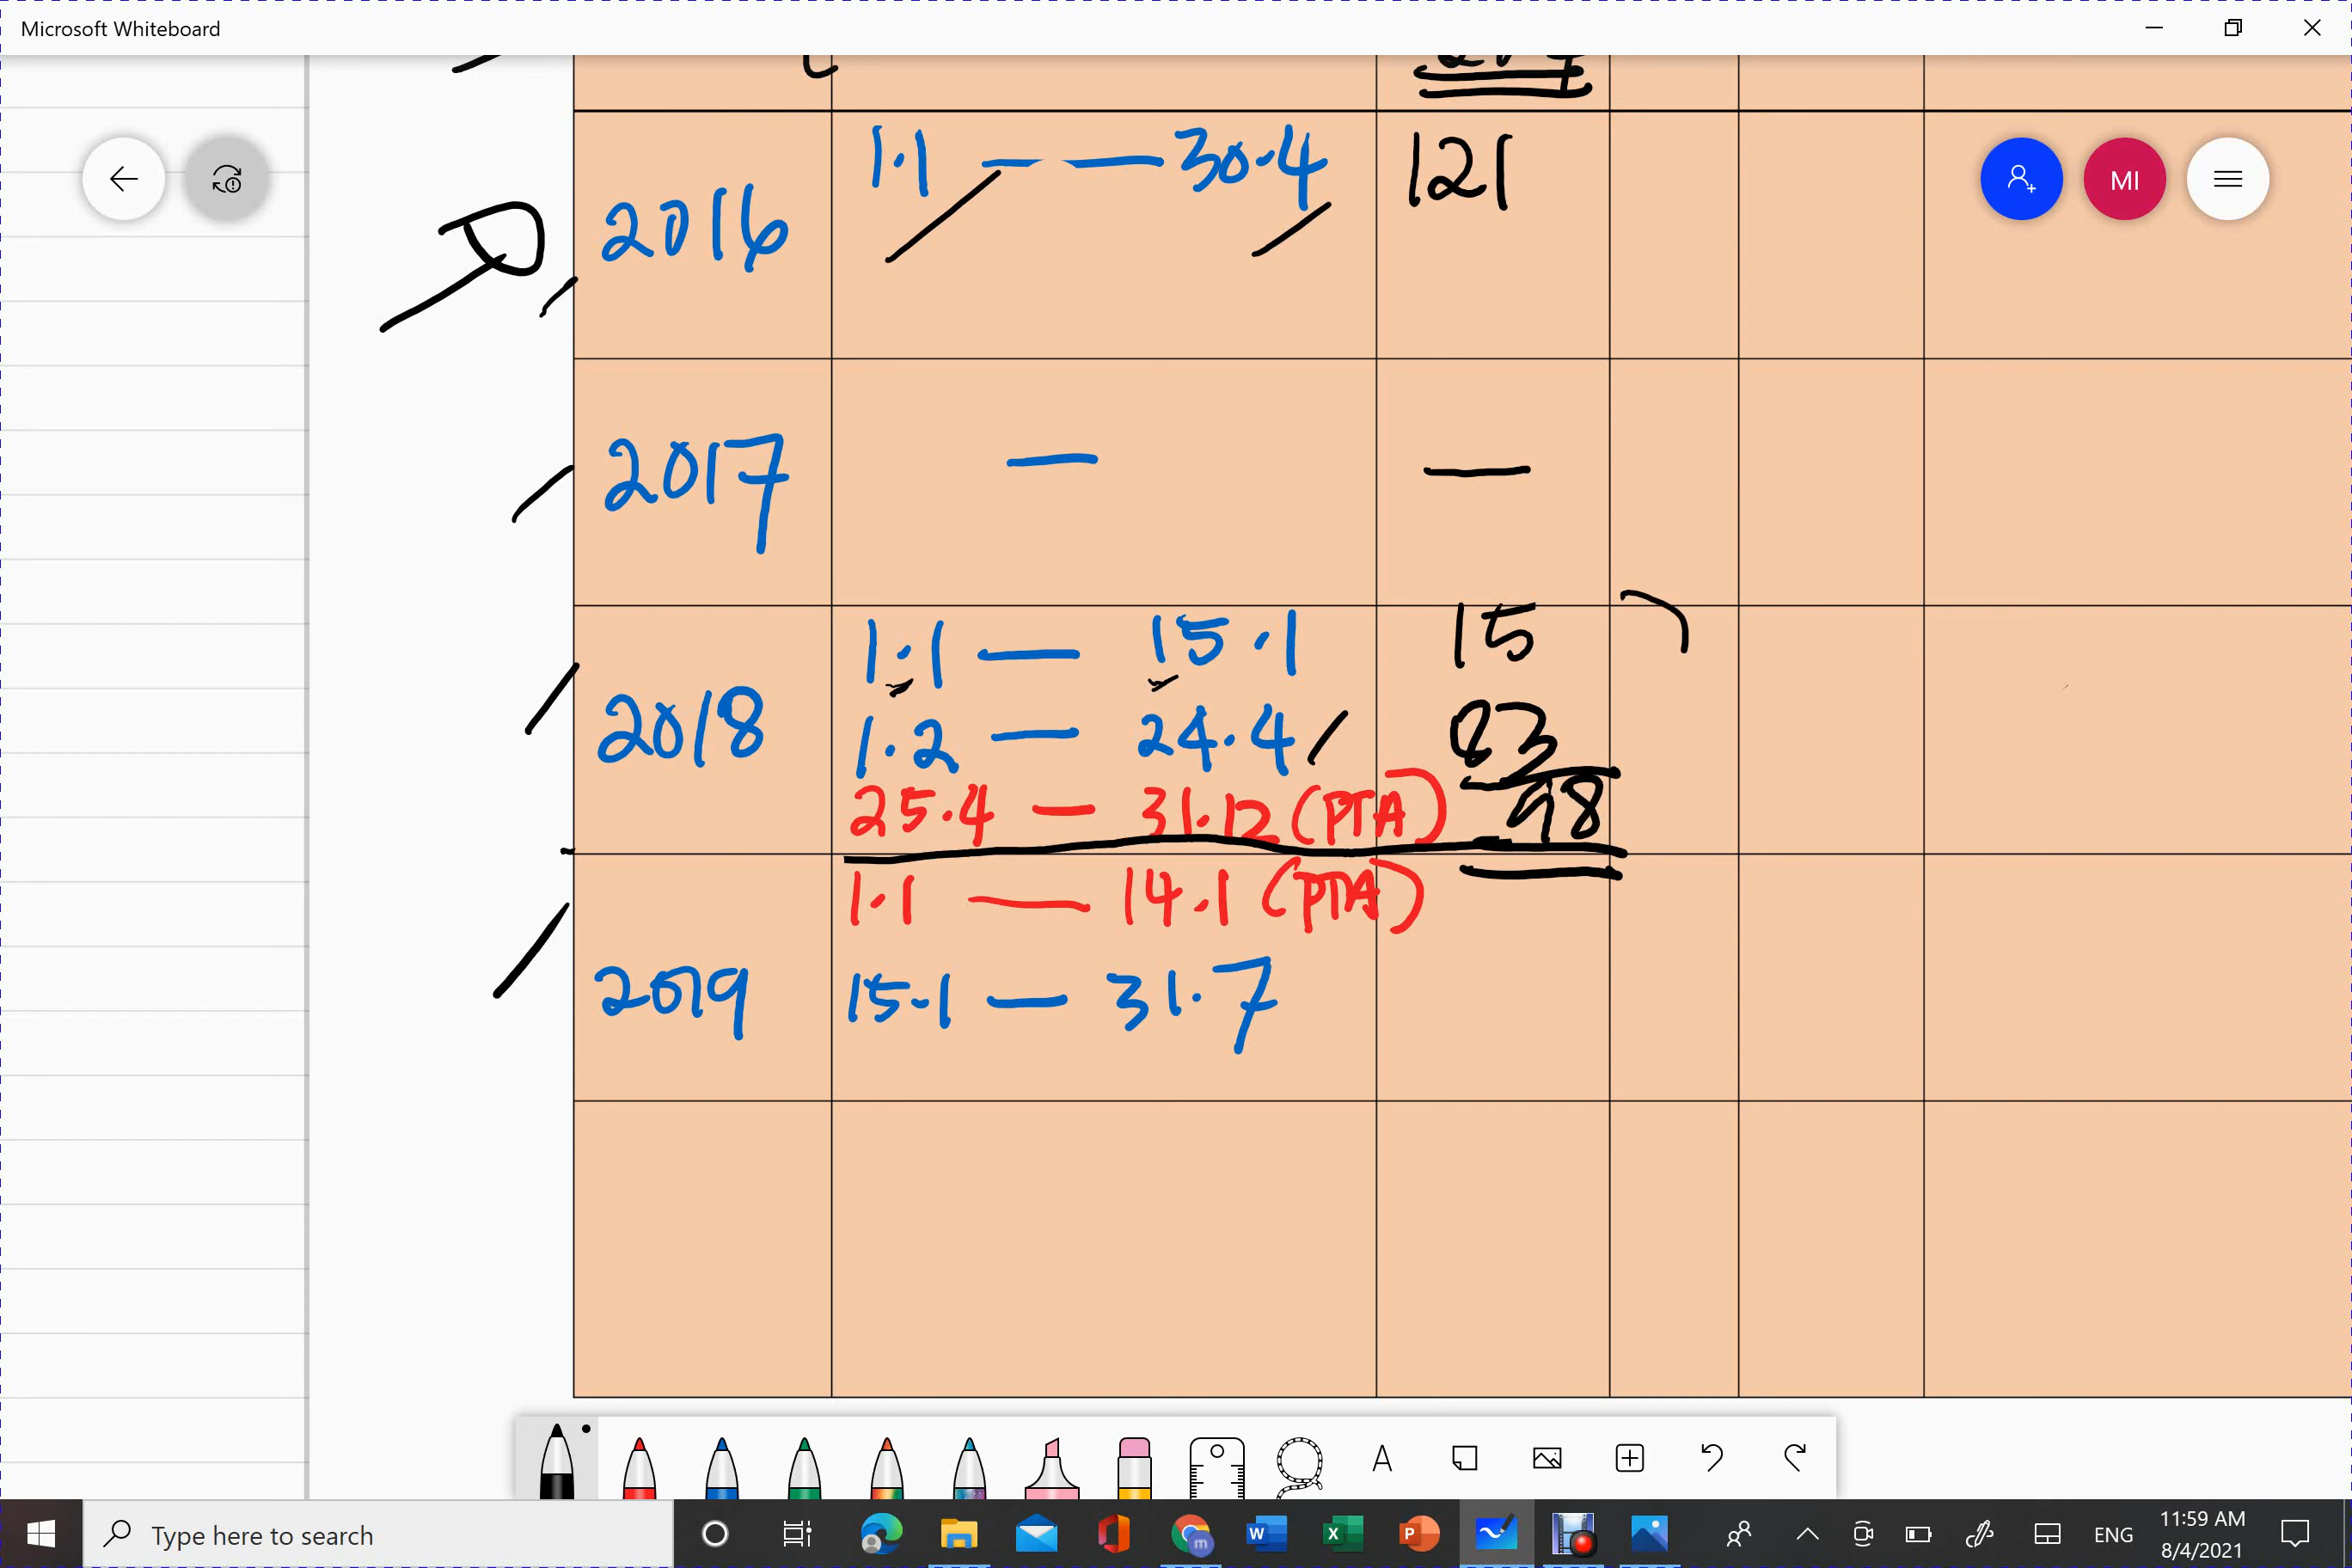 Microsoft Whiteboard
1.1 — 30.4 121
2016
MI
2017 — —
1.1 — 15.1 15
2018
1.2 — 24.4 83
25.4 — 31.12 (PTA) 98
1.1 — 14.1 (PTA)
2019 15.1 — 31.7
A
Type here to search
ENG
11:59 AM
8/4/2021